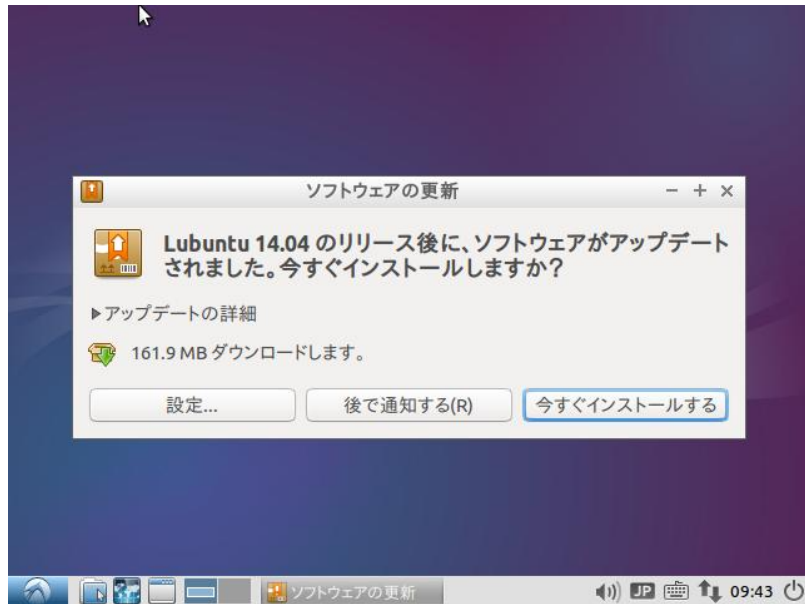 ソフトウェアの更新
Lubuntu 14.04 のリリース後に、ソフトウェアがアップデート
されました。今すぐインストールしますか？
アップデートの詳細
161.9 MB ダウンロードします。
設定... 後で通知する(R) 今すぐインストールする
ソフトウェアの更新 JP 09:43